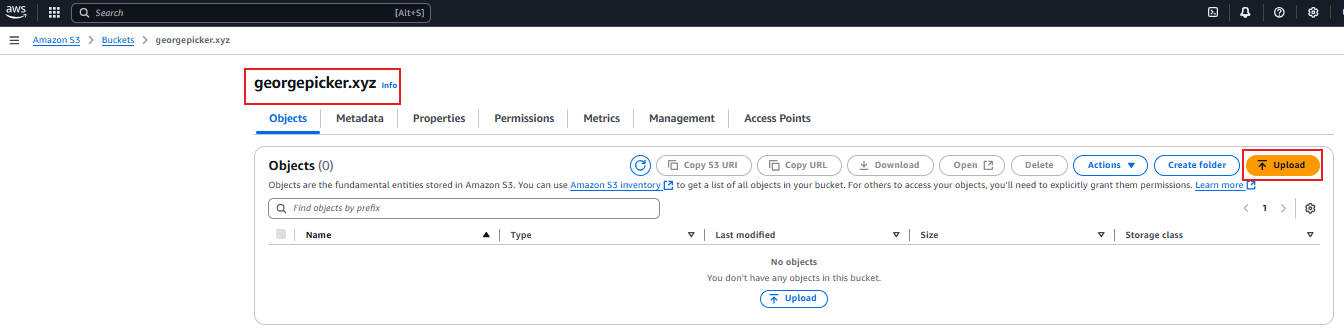 aws Search [Alt+S]
Amazon S3 > Buckets > georgepicker.xyz
georgepicker.xyz Info
Objects Metadata Properties Permissions Metrics Management Access Points
Objects (0) Copy S3 URI Copy URL Download Open Delete Actions Create folder Upload
Objects are the fundamental entities stored in Amazon S3. You can use Amazon S3 inventory to get a list of all objects in your bucket. For others to access your objects, you'll need to explicitly grant them permissions. Learn more
Find objects by prefix 1
Name Type Last modified Size Storage class
No objects
You don't have any objects in this bucket.
Upload